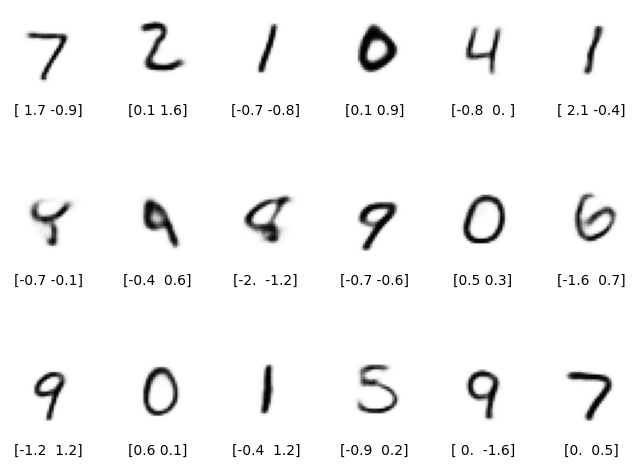 7 2 1 0 4 1
[ 1.7 -0.9] [0.1 1.6] [-0.7 -0.8] [0.1 0.9] [-0.8  0. ] [ 2.1 -0.4]
9 0 6
[-0.7 -0.1] [-0.4  0.6] [-2.  -1.2] [-0.7 -0.6] [0.5 0.3] [-1.6  0.7]
9 0 1 5 9 7
[-1.2  1.2] [0.6 0.1] [-0.4  1.2] [-0.9  0.2] [ 0.  -1.6] [0.  0.5]